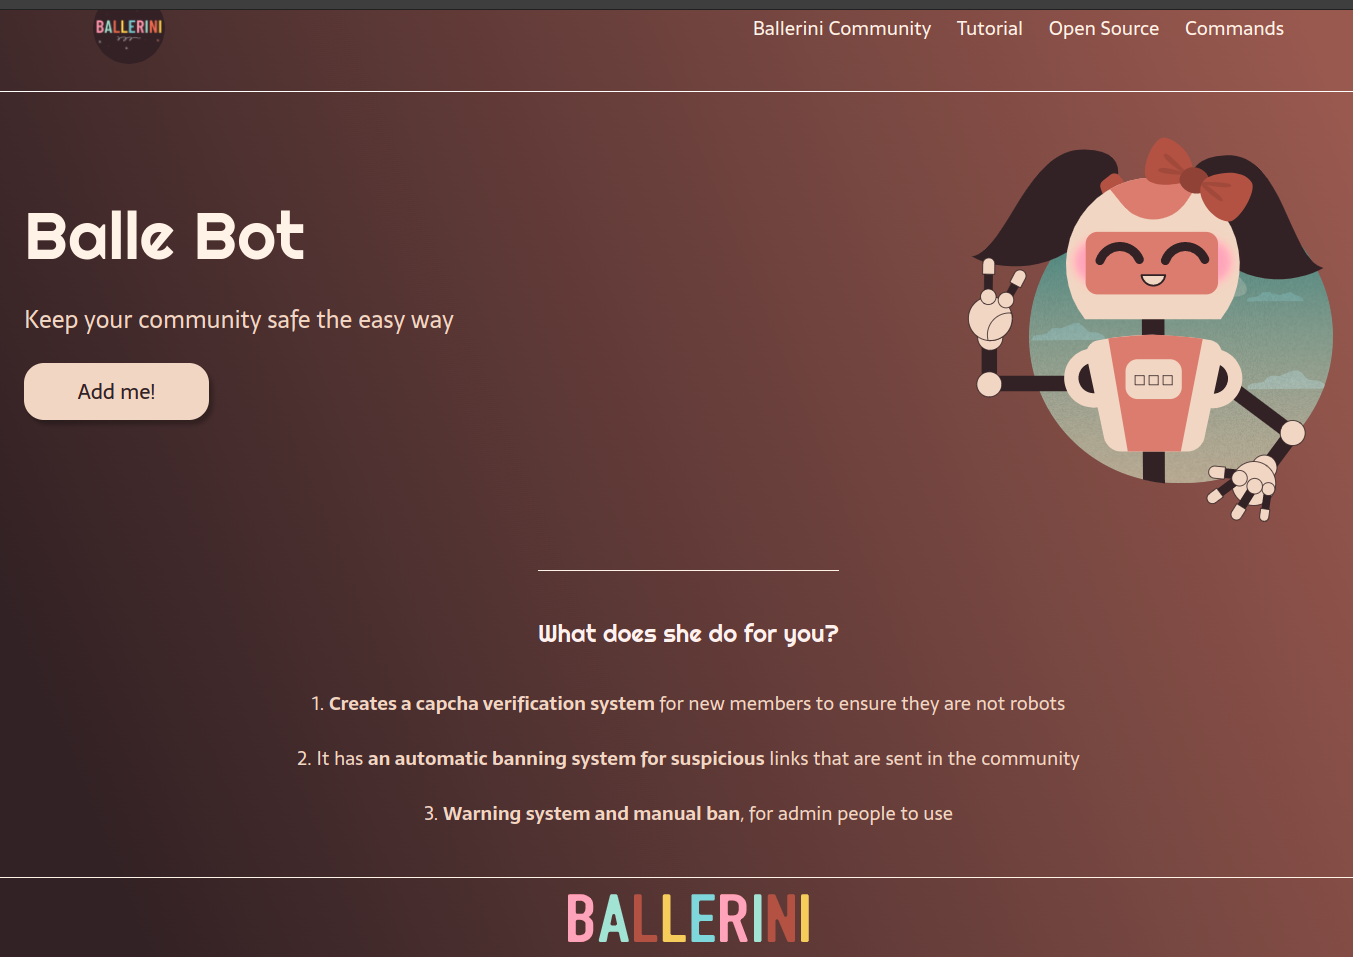 BALLERINI
Ballerini Community Tutorial Open Source Commands
Balle Bot
Keep your community safe the easy way
Add me!
What does she do for you?
1. Creates a capcha verification system for new members to ensure they are not robots
2. It has an automatic banning system for suspicious links that are sent in the community
3. Warning system and manual ban, for admin people to use
BALLERINI